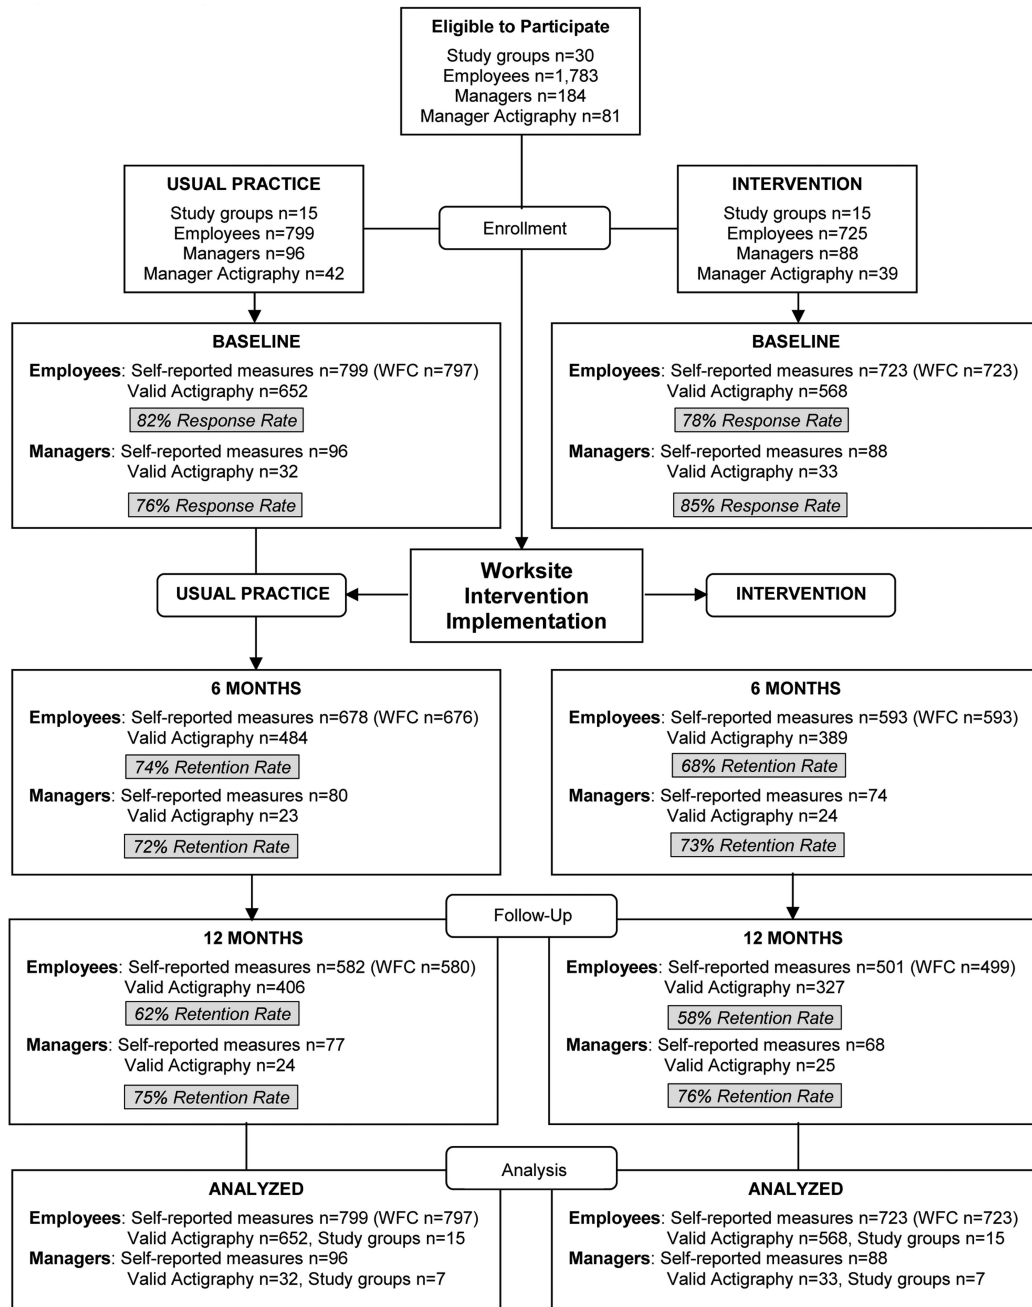 Eligible to Participate
Study groups n=30
Employees n=1,783
Managers n=184
Manager Actigraphy n=81
USUAL PRACTICE
Study groups n=15
Employees n=799
Managers n=96
Manager Actigraphy n=42
Enrollment
INTERVENTION
Study groups n=15
Employees n=725
Managers n=88
Manager Actigraphy n=39
BASELINE
Employees: Self-reported measures n=799 (WFC n=797)
Valid Actigraphy n=652
82% Response Rate
Managers: Self-reported measures n=96
Valid Actigraphy n=32
76% Response Rate
BASELINE
Employees: Self-reported measures n=723 (WFC n=723)
Valid Actigraphy n=568
78% Response Rate
Managers: Self-reported measures n=88
Valid Actigraphy n=33
85% Response Rate
USUAL PRACTICE
Worksite
Intervention
Implementation
INTERVENTION
6 MONTHS
Employees: Self-reported measures n=678 (WFC n=676)
Valid Actigraphy n=484
74% Retention Rate
Managers: Self-reported measures n=80
Valid Actigraphy n=23
72% Retention Rate
6 MONTHS
Employees: Self-reported measures n=593 (WFC n=593)
Valid Actigraphy n=389
68% Retention Rate
Managers: Self-reported measures n=74
Valid Actigraphy n=24
73% Retention Rate
Follow-Up
12 MONTHS
Employees: Self-reported measures n=582 (WFC n=580)
Valid Actigraphy n=406
62% Retention Rate
Managers: Self-reported measures n=77
Valid Actigraphy n=24
75% Retention Rate
12 MONTHS
Employees: Self-reported measures n=501 (WFC n=499)
Valid Actigraphy n=327
58% Retention Rate
Managers: Self-reported measures n=68
Valid Actigraphy n=25
76% Retention Rate
Analysis
ANALYZED
Employees: Self-reported measures n=799 (WFC n=797)
Valid Actigraphy n=652, Study groups n=15
Managers: Self-reported measures n=96
Valid Actigraphy n=32, Study groups n=7
ANALYZED
Employees: Self-reported measures n=723 (WFC n=723)
Valid Actigraphy n=568, Study groups n=15
Managers: Self-reported measures n=88
Valid Actigraphy n=33, Study groups n=7